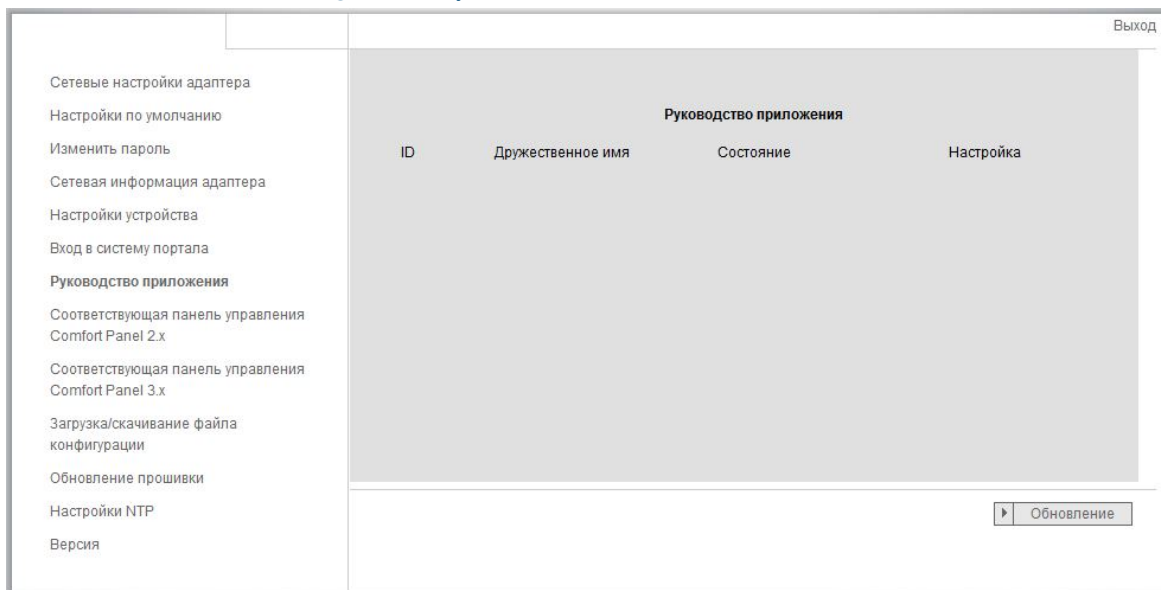 Выход
Сетевые настройки адаптера
Настройки по умолчанию
Изменить пароль
Сетевая информация адаптера
Настройки устройства
Вход в систему портала
Руководство приложения
Соответствующая панель управления
Comfort Panel 2.x
Соответствующая панель управления
Comfort Panel 3.x
Загрузка/скачивание файла
конфигурации
Обновление прошивки
Настройки NTP
Версия
Руководство приложения
ID Дружественное имя Состояние Настройка
Обновление